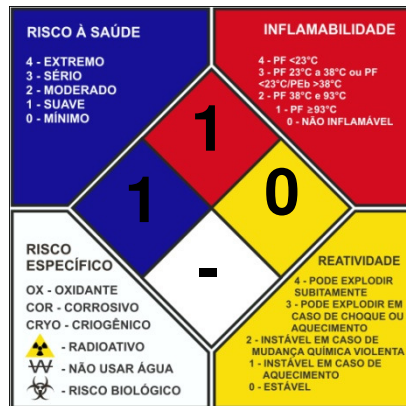 RISCO À SAÚDE
4 - EXTREMO
3 - SÉRIO
2 - MODERADO
1 - SUAVE
0 - MÍNIMO
INFLAMABILIDADE
4 - PF <23°C
3 - PF 23°C a 38°C ou PF
<23°C/PEb >38°C
2 - PF 38°C e 93°C
1 - PF ≥93°C
0 - NÃO INFLAMÁVEL
1
1
0
-
RISCO
ESPECÍFICO
OX - OXIDANTE
COR - CORROSIVO
CRYO - CRIOGÊNICO
- RADIOATIVO
W - NÃO USAR ÁGUA
- RISCO BIOLÓGICO
REATIVIDADE
4 - PODE EXPLODIR
SUBITAMENTE
3 - PODE EXPLODIR EM
CASO DE CHOQUE OU
AQUECIMENTO
2 - INSTÁVEL EM CASO DE
MUDANÇA QUÍMICA VIOLENTA
1 - INSTÁVEL EM CASO DE
AQUECIMENTO
0 - ESTÁVEL